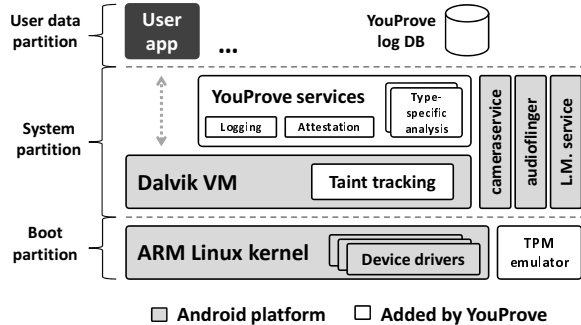 User data
partition
User
app
...
YouProve
log DB
System
partition
YouProve services
Logging
Attestation
Type-
specific
analysis
cameraservice
audioflinger
L.M. service
Dalvik VM
Taint tracking
Boot
partition
ARM Linux kernel
Device drivers
TPM
emulator
Android platform
Added by YouProve